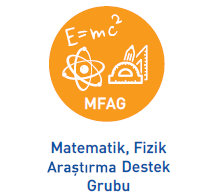 E=mc²
MFAG
Matematik, Fizik
Araştırma Destek
Grubu